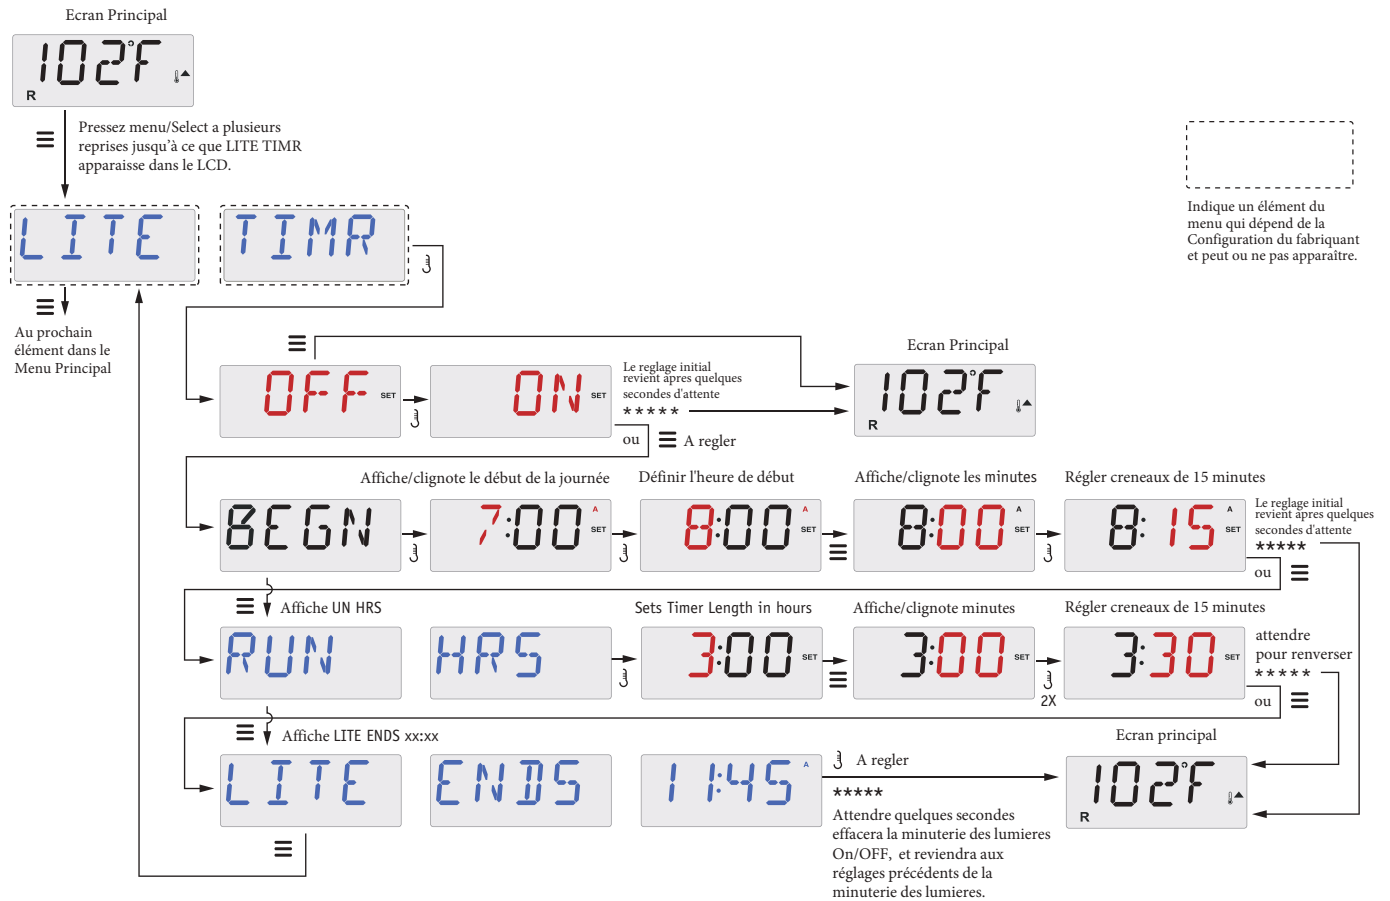 Ecran Principal
102°F
R
Pressez menu/Select a plusieurs
reprises jusqu'à ce que LITE TIMR
apparaisse dans le LCD.
Indique un élément du
menu qui dépend de la
Configuration du fabriquant
et peut ou ne pas apparaître.
LITE
TIMR
Au prochain
élément dans le
Menu Principal
OFF SET
ON SET
Le reglage initial
revient apres quelques
secondes d'attente
*****
ou
A regler
Ecran Principal
102°F
R
Affiche/clignote le début de la journée
Définir l'heure de début
Affiche/clignote les minutes
Régler creneaux de 15 minutes
BEGN
7:00 A SET
8:00 A SET
8:00 A SET
8:15 A SET
Le reglage initial
revient apres quelques
secondes d'attente
*****
ou
Affiche UN HRS
Sets Timer Length in hours
Affiche/clignote minutes
Régler creneaux de 15 minutes
RUN
HRS
3:00 SET
3:00 SET
2X
3:30 SET
attendre
pour renverser
*****
ou
Affiche LITE ENDS xx:xx
LITE
ENDS
11:45 A
A regler
*****
Attendre quelques secondes
effacera la minuterie des lumieres
On/OFF, et reviendra aux
réglages précédents de la
minuterie des lumieres.
Ecran principal
102°F
R